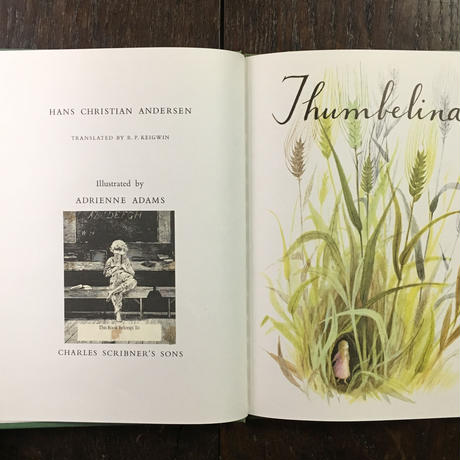 HANS CHRISTIAN ANDERSEN
TRANSLATED BY R. P. KEIGWIN
Illustrated by
ADRIENNE ADAMS
This Book Belongs To
CHARLES SCRIBNER'S SONS
Thumbelina